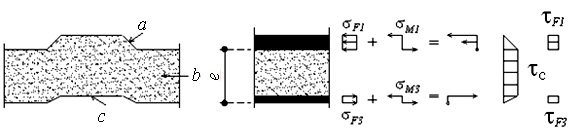 a
b
c
e
σF1 + σM1 =
τF1
τc
σF3 + σM3 =
τF3